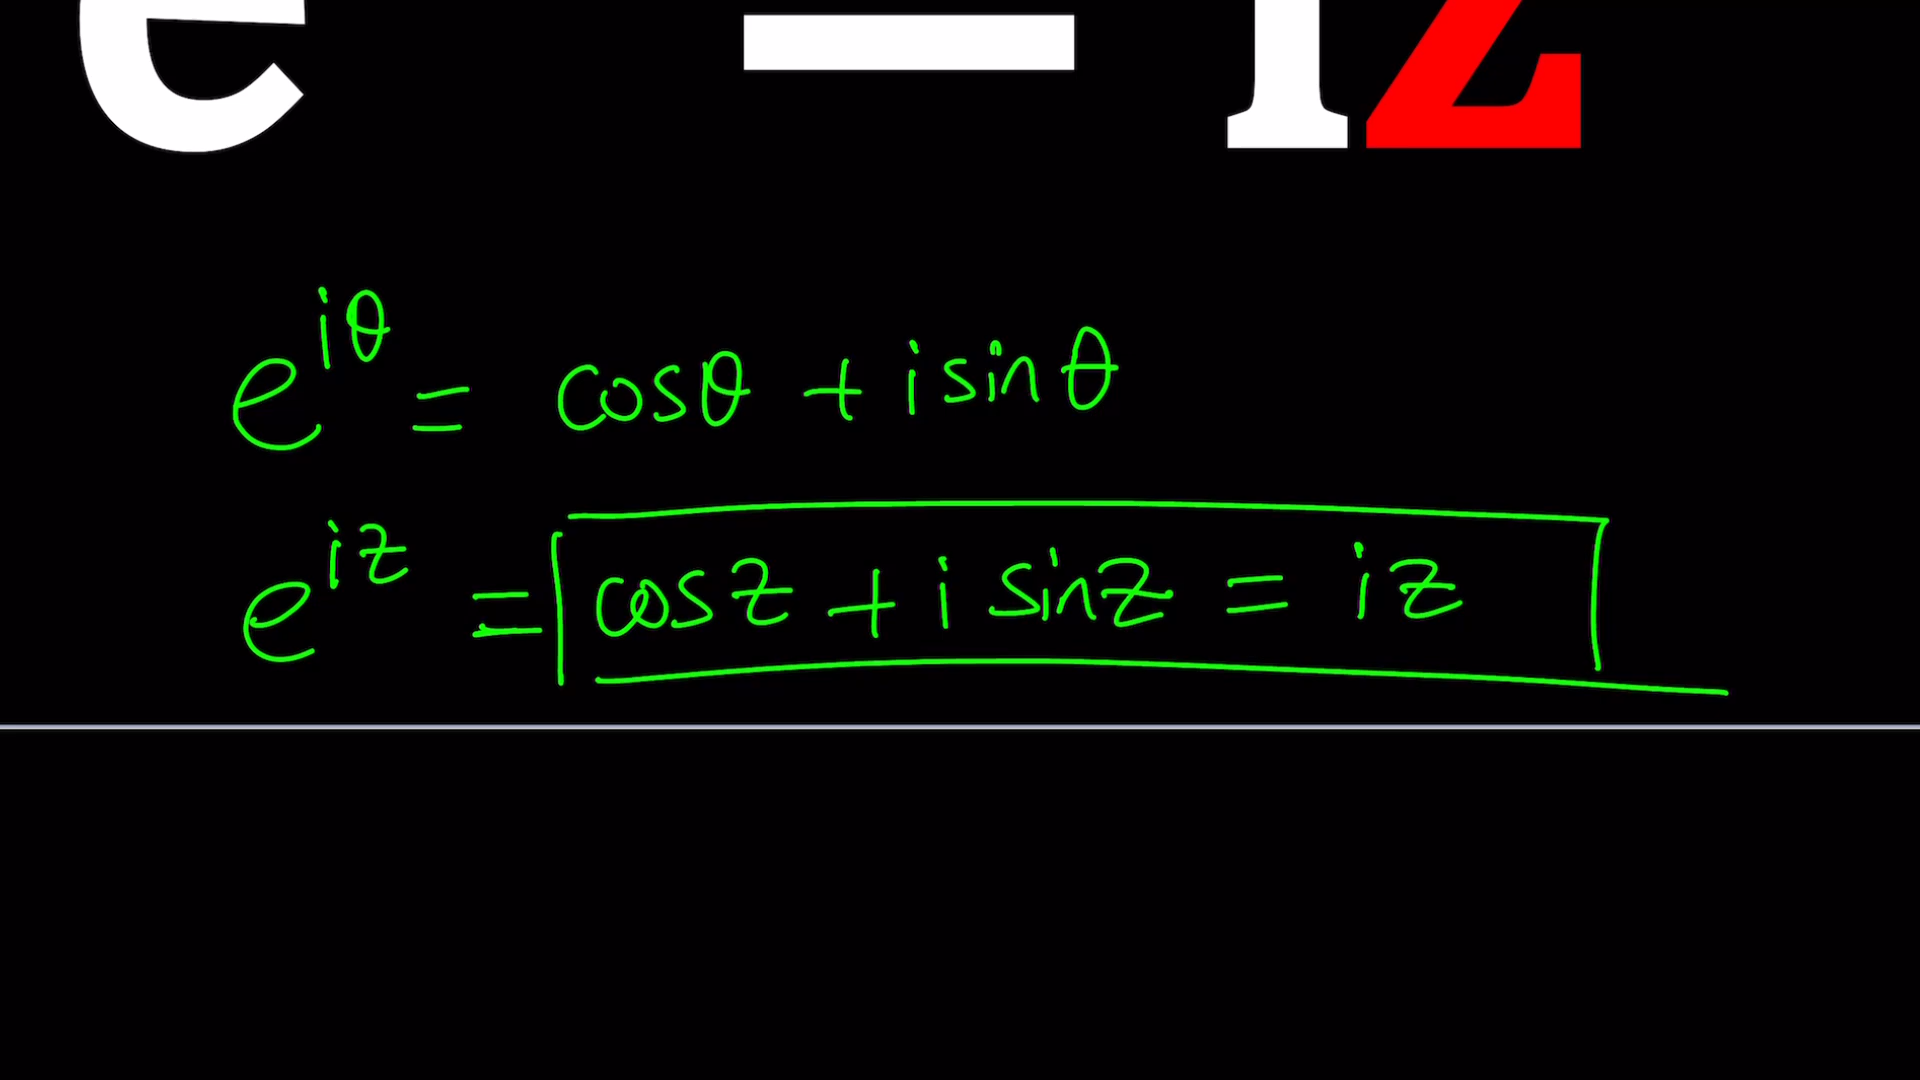 e = iz
e^{iθ} = cosθ + i sinθ
e^{iz} = cosz + i sinz = iz